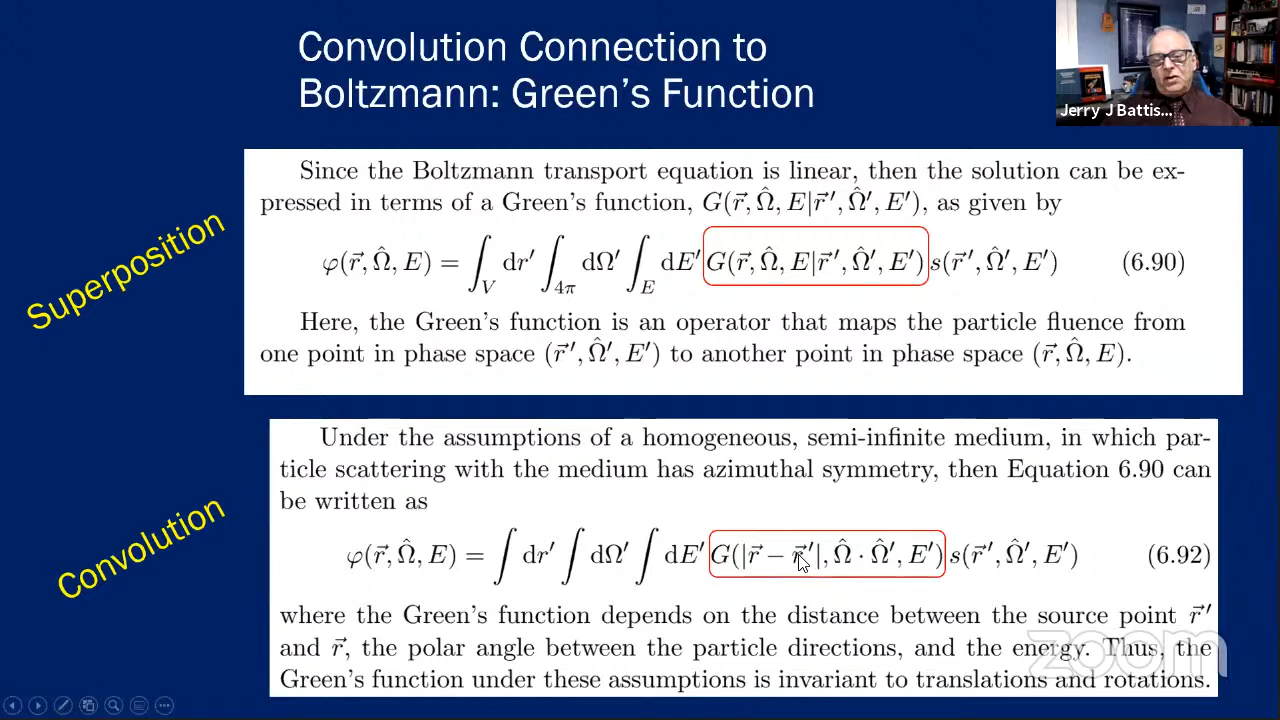 Convolution Connection to
Boltzmann: Green's Function
Jerry J Battis...
Superposition
Since the Boltzmann transport equation is linear, then the solution can be ex-
pressed in terms of a Green's function, G(r⃗, Ω̂, E|r⃗ ′, Ω̂′, E′), as given by
φ(r⃗, Ω̂, E) = ∫_V dr′ ∫_4π dΩ′ ∫_E dE′ G(r⃗, Ω̂, E|r⃗ ′, Ω̂′, E′) s(r⃗ ′, Ω̂′, E′) (6.90)
Here, the Green's function is an operator that maps the particle fluence from
one point in phase space (r⃗ ′, Ω̂′, E′) to another point in phase space (r⃗, Ω̂, E).
Convolution
Under the assumptions of a homogeneous, semi-infinite medium, in which par-
ticle scattering with the medium has azimuthal symmetry, then Equation 6.90 can
be written as
φ(r⃗, Ω̂, E) = ∫ dr′ ∫ dΩ′ ∫ dE′ G(|r⃗ − r⃗ ′|, Ω̂ · Ω̂′, E′) s(r⃗ ′, Ω̂′, E′) (6.92)
where the Green's function depends on the distance between the source point r⃗ ′
and r⃗, the polar angle between the particle directions, and the energy. Thus, the
Green's function under these assumptions is invariant to translations and rotations.
zoom